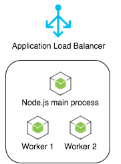 Application Load Balancer
Node.js main process
Worker 1
Worker 2